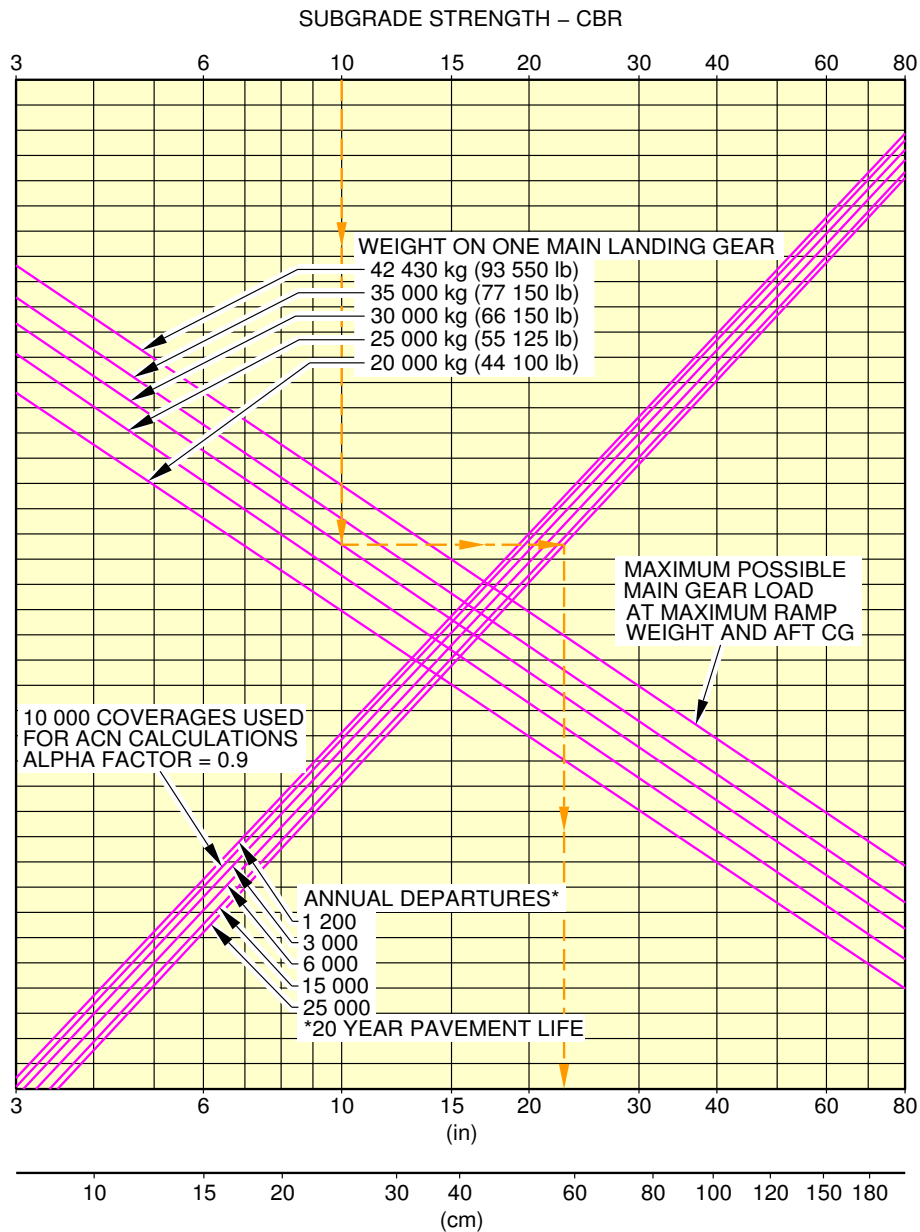 SUBGRADE STRENGTH – CBR
3 6 10 15 20 30 40 60 80
WEIGHT ON ONE MAIN LANDING GEAR
42 430 kg (93 550 lb)
35 000 kg (77 150 lb)
30 000 kg (66 150 lb)
25 000 kg (55 125 lb)
20 000 kg (44 100 lb)
MAXIMUM POSSIBLE
MAIN GEAR LOAD
AT MAXIMUM RAMP
WEIGHT AND AFT CG
10 000 COVERAGES USED
FOR ACN CALCULATIONS
ALPHA FACTOR = 0.9
ANNUAL DEPARTURES*
1 200
3 000
6 000
15 000
25 000
*20 YEAR PAVEMENT LIFE
3 6 10 15 20 30 40 60 80
(in)
10 15 20 30 40 60 80 100 120 150 180
(cm)